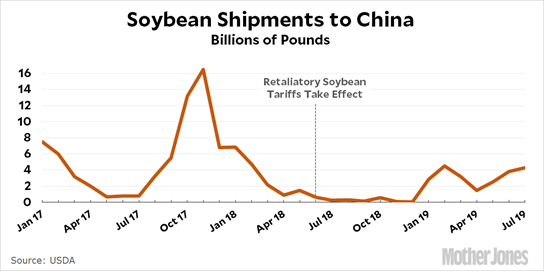 Soybean Shipments to China
Billions of Pounds
Retaliatory Soybean
Tariffs Take Effect
16
14
12
10
8
6
4
2
0
Jan 17
Apr 17
Jul 17
Oct 17
Jan 18
Apr 18
Jul 18
Oct 18
Jan 19
Apr 19
Jul 19
Source: USDA
Mother Jones